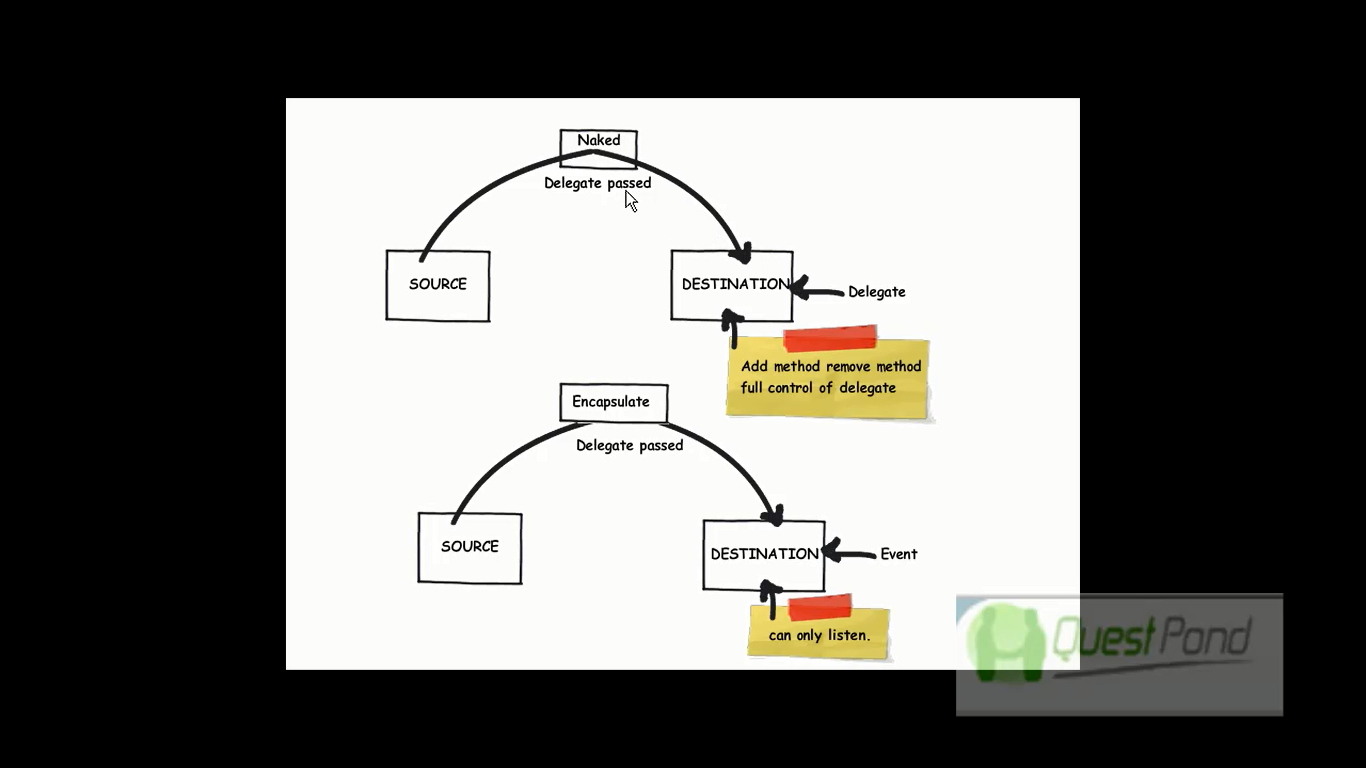 Naked
Delegate passed
SOURCE
DESTINATION
Delegate
Add method remove method
full control of delegate
Encapsulate
Delegate passed
SOURCE
DESTINATION
Event
can only listen.
QuestPond